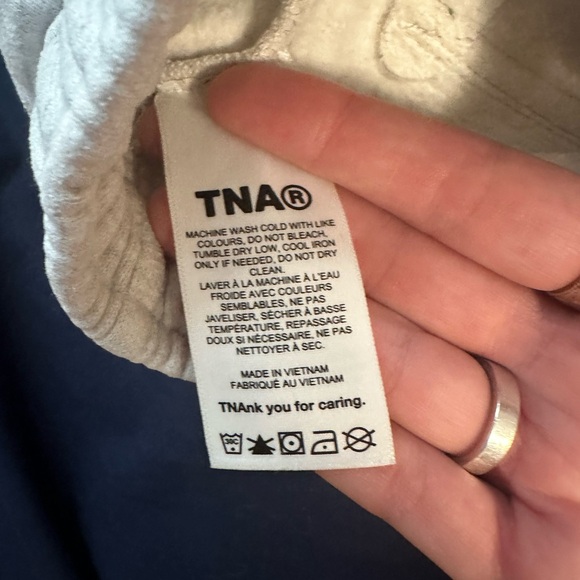 TNA®
MACHINE WASH COLD WITH LIKE
COLOURS, DO NOT BLEACH,
TUMBLE DRY LOW, COOL IRON
ONLY IF NEEDED, DO NOT DRY
CLEAN.
LAVER À LA MACHINE À L'EAU
FROIDE AVEC COULEURS
SEMBLABLES, NE PAS
JAVELISER, SÉCHER À BASSE
TEMPÉRATURE, REPASSAGE
DOUX SI NÉCESSAIRE, NE PAS
NETTOYER À SEC.
MADE IN VIETNAM
FABRIQUÉ AU VIETNAM
TNAnk you for caring.
30C